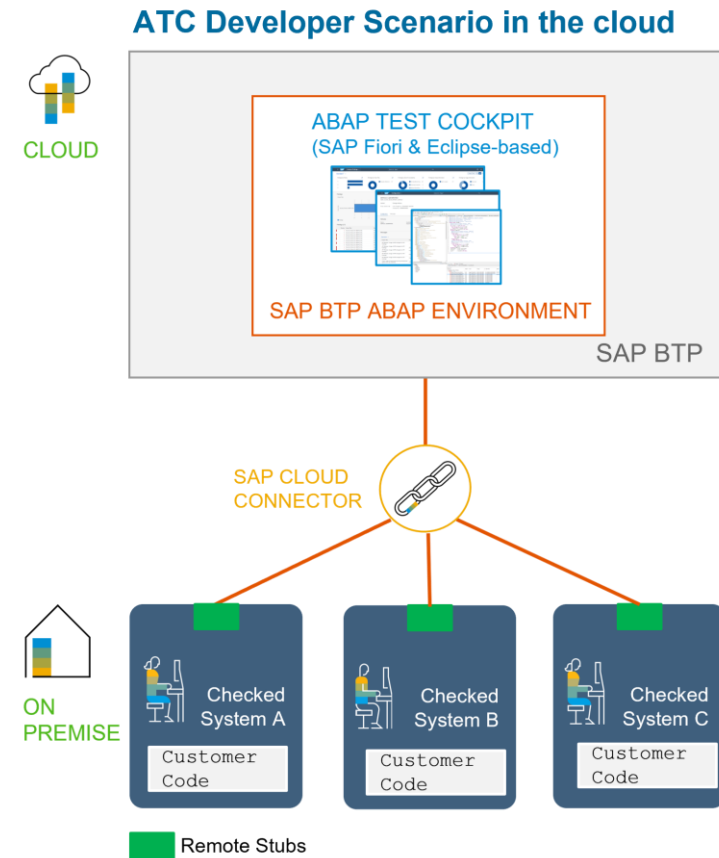 ATC Developer Scenario in the cloud
CLOUD
ABAP TEST COCKPIT
(SAP Fiori & Eclipse-based)
SAP BTP ABAP ENVIRONMENT
SAP BTP
SAP CLOUD
CONNECTOR
ON
PREMISE
Checked
System A
Customer
Code
Checked
System B
Customer
Code
Checked
System C
Customer
Code
Remote Stubs